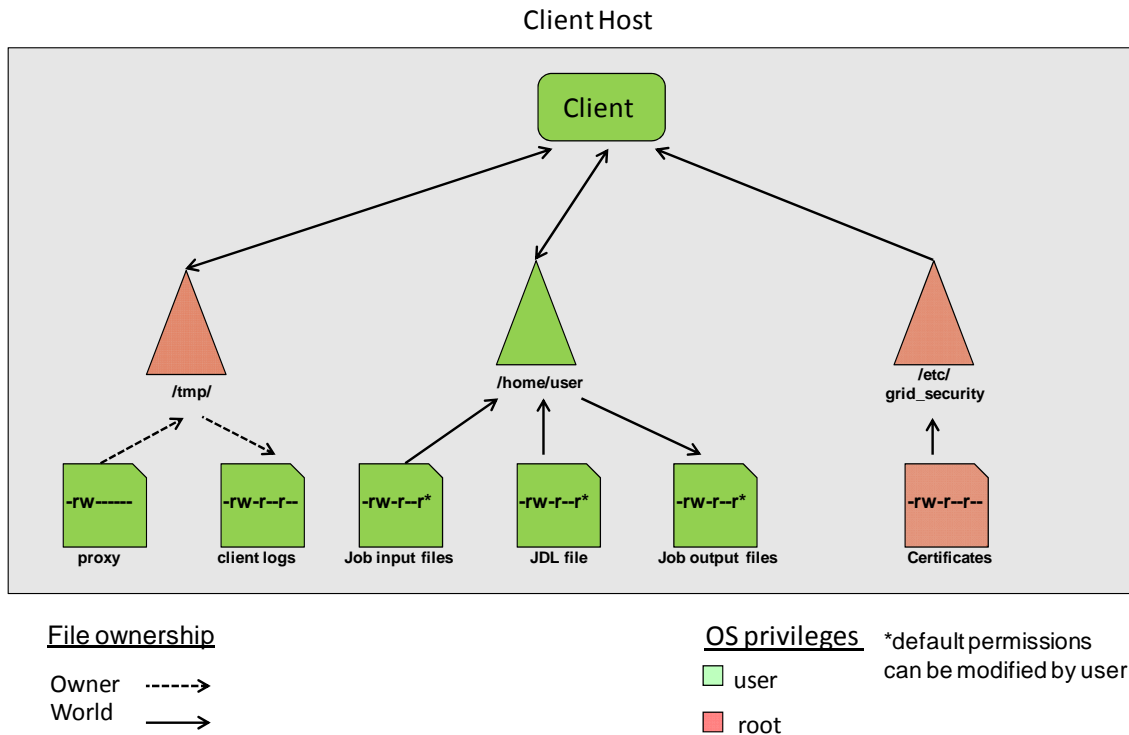 Client Host
Client
/tmp/
/home/user
/etc/
grid_security
-rw-------
-rw-r--r--
-rw-r--r*
-rw-r--r*
-rw-r--r*
-rw-r--r--
proxy
client logs
Job input files
JDL file
Job output files
Certificates
File ownership
Owner
World
OS privileges
user
root
*default permissions
can be modified by user